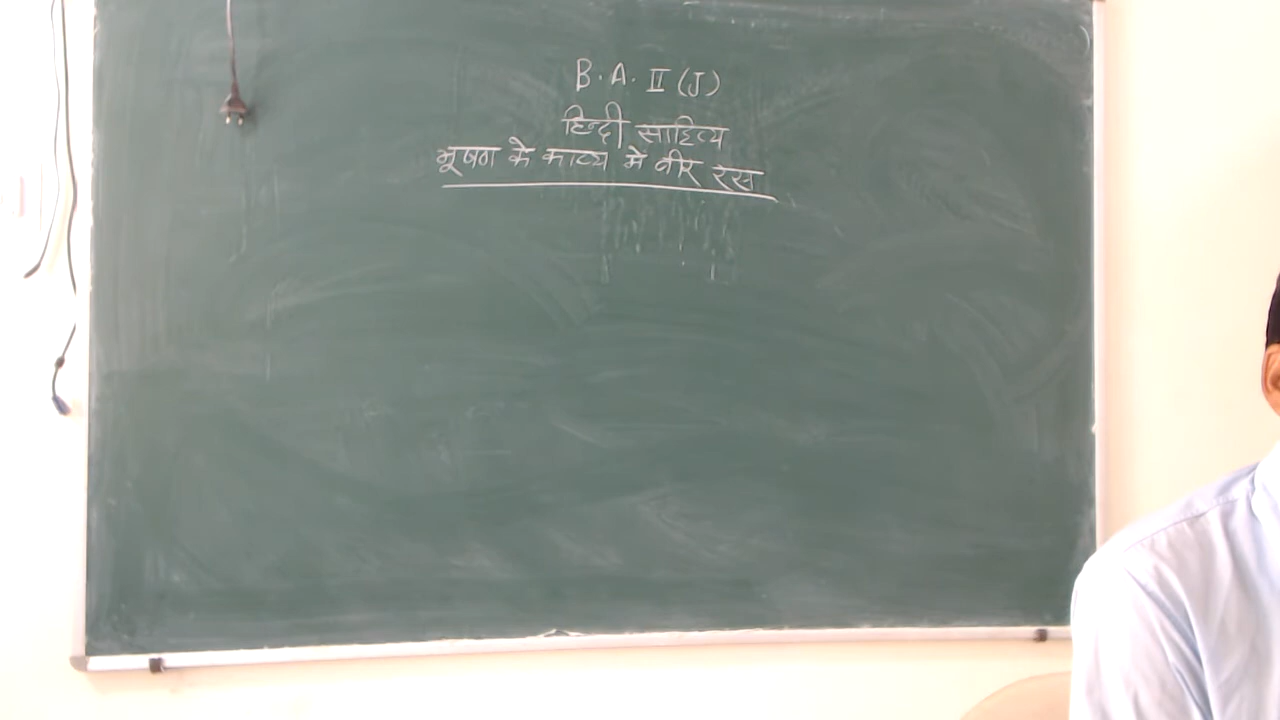 B.A. II (J)
हिन्दी साहित्य
भूषण के काव्य मे वीर रस